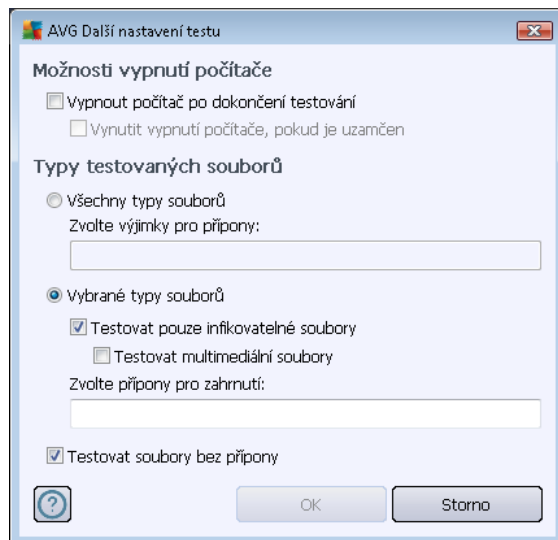 AVG Další nastavení testu
Možnosti vypnutí počítače
Vypnout počítač po dokončení testování
Vynutit vypnutí počítače, pokud je uzamčen
Typy testovaných souborů
Všechny typy souborů
Zvolte výjimky pro přípony:
Vybrané typy souborů
Testovat pouze infikovatelné soubory
Testovat multimediální soubory
Zvolte přípony pro zahrnutí:
Testovat soubory bez přípony
? OK Storno